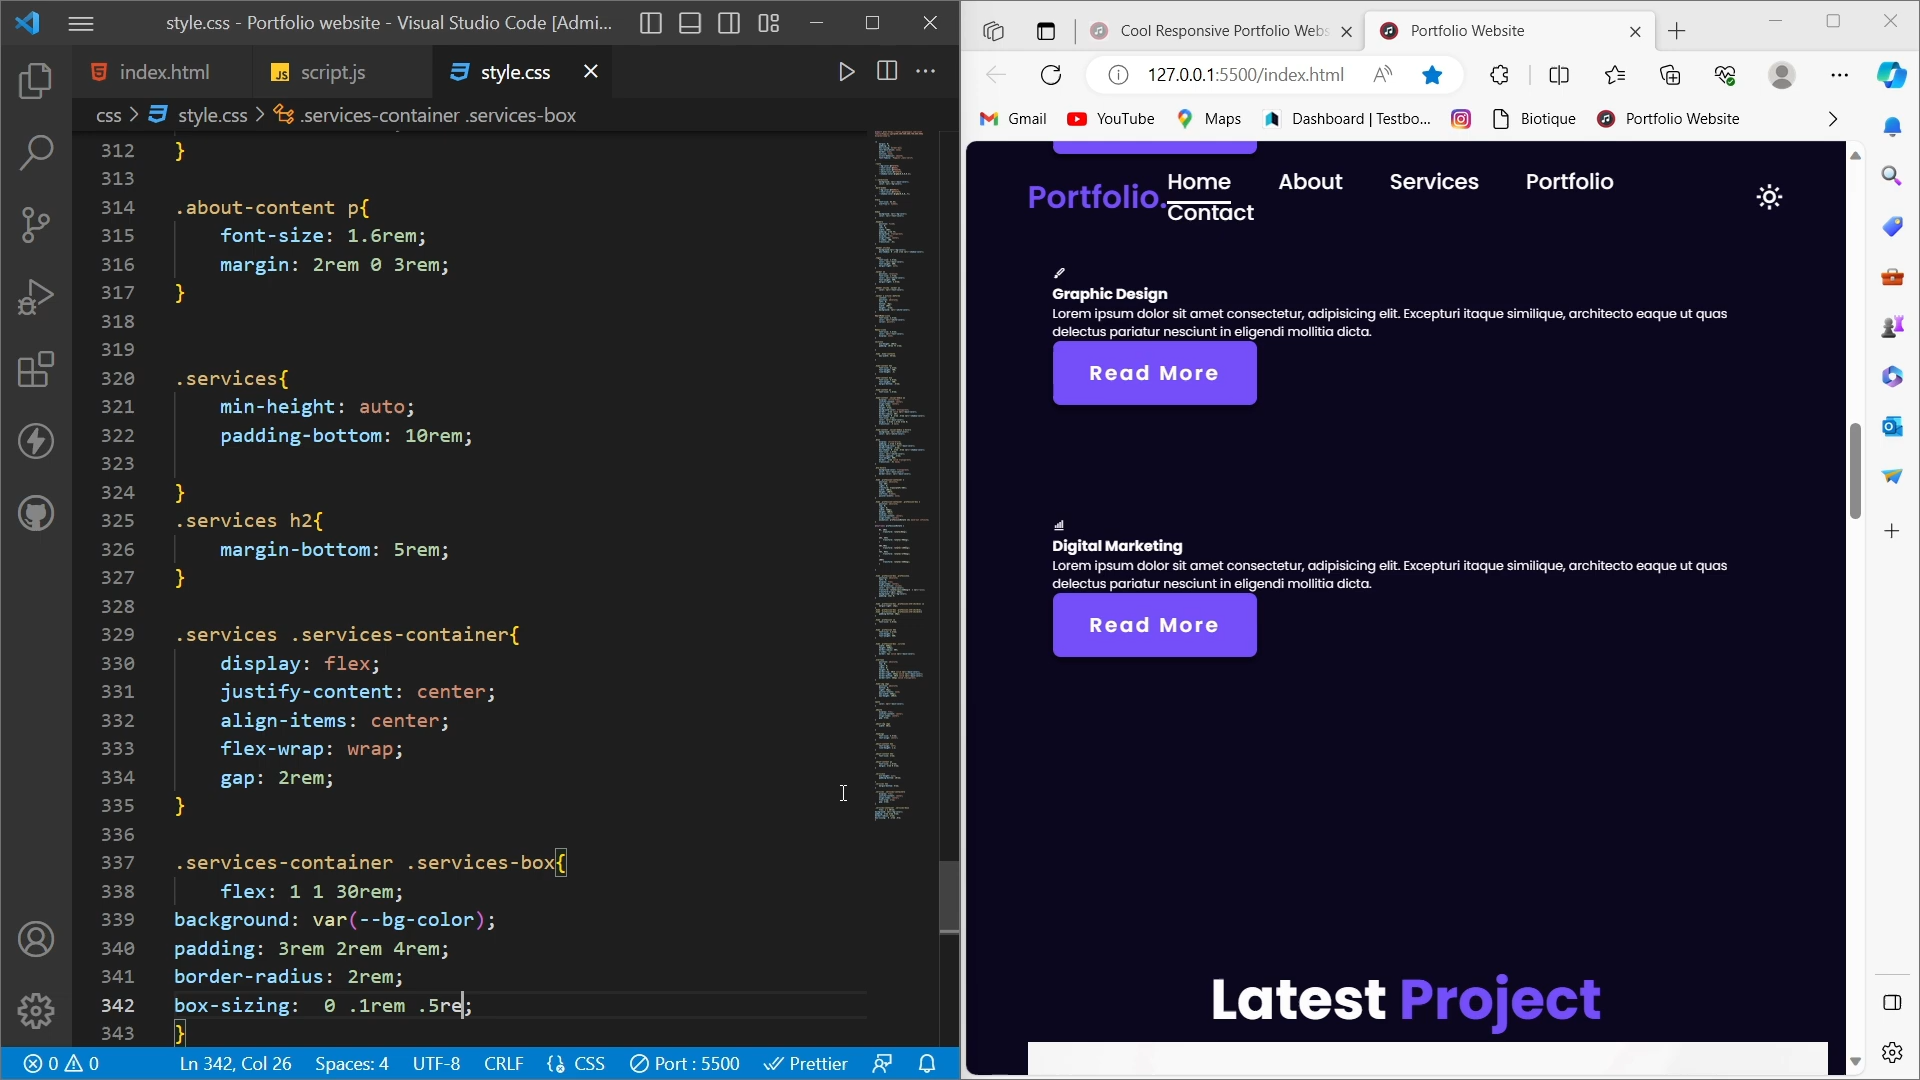 style.css - Portfolio website - Visual Studio Code [Admi...
index.html
script.js
style.css
css > style.css > .services-container .services-box
312 }
313
314 .about-content p{
315 font-size: 1.6rem;
316 margin: 2rem 0 3rem;
317 }
318
319
320 .services{
321 min-height: auto;
322 padding-bottom: 10rem;
323
324 }
325 .services h2{
326 margin-bottom: 5rem;
327 }
328
329 .services .services-container{
330 display: flex;
331 justify-content: center;
332 align-items: center;
333 flex-wrap: wrap;
334 gap: 2rem;
335 }
336
337 .services-container .services-box{
338 flex: 1 1 30rem;
339 background: var(--bg-color);
340 padding: 3rem 2rem 4rem;
341 border-radius: 2rem;
342 box-sizing:  0 .1rem .5re;
343 }
0 0 Ln 342, Col 26 Spaces: 4 UTF-8 CRLF {} CSS Port : 5500 Prettier
Cool Responsive Portfolio Webs
Portfolio Website
127.0.0.1:5500/index.html
Gmail YouTube Maps Dashboard | Testbo... Biotique Portfolio Website
Portfolio.
Home About Services Portfolio
Contact
Graphic Design
Lorem ipsum dolor sit amet consectetur, adipisicing elit. Excepturi itaque similique, architecto eaque ut quas
delectus pariatur nesciunt in eligendi mollitia dicta.
Read More
Digital Marketing
Lorem ipsum dolor sit amet consectetur, adipisicing elit. Excepturi itaque similique, architecto eaque ut quas
delectus pariatur nesciunt in eligendi mollitia dicta.
Read More
Latest Project